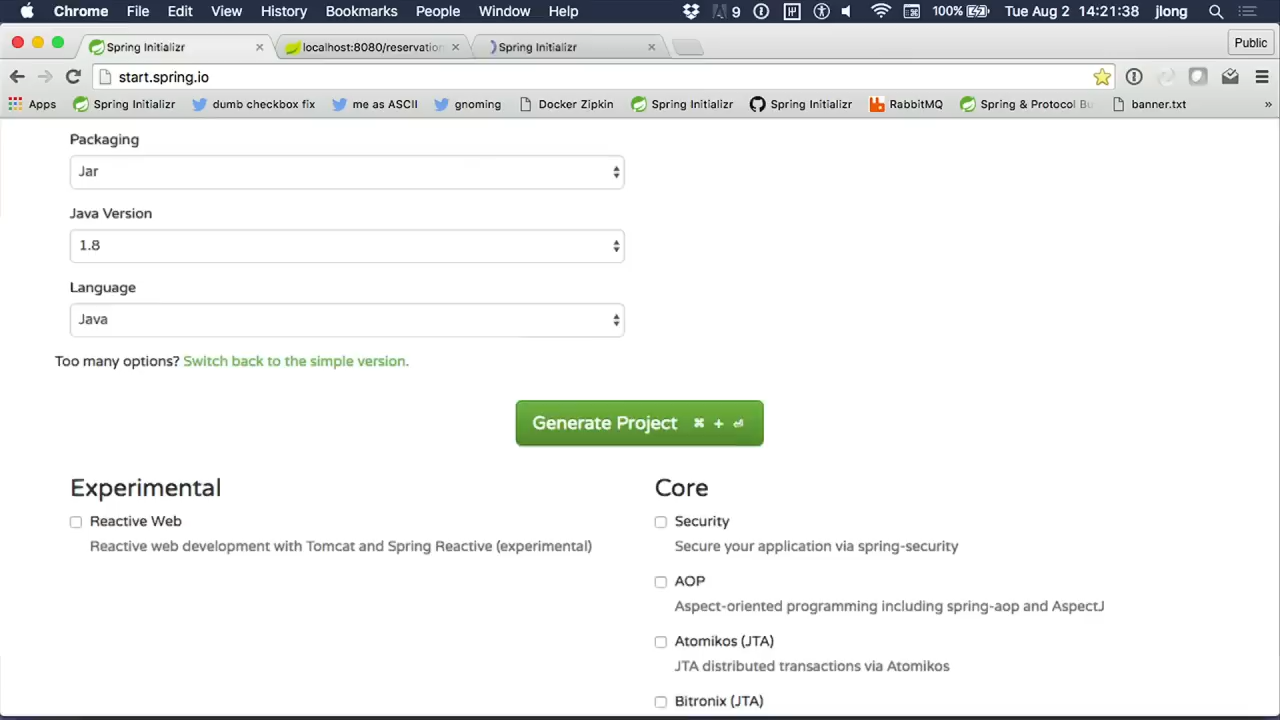 Chrome File Edit View History Bookmarks People Window Help 9 100% Tue Aug 2 14:21:38 jlong
Spring Initializr localhost:8080/reservation Spring Initializr Public
start.spring.io
Apps Spring Initializr dumb checkbox fix me as ASCII gnoming Docker Zipkin Spring Initializr Spring Initializr RabbitMQ Spring & Protocol Bu banner.txt »
Packaging
Jar
Java Version
1.8
Language
Java
Too many options? Switch back to the simple version.
Generate Project ⌘ + ⏎
Experimental
Reactive Web
Reactive web development with Tomcat and Spring Reactive (experimental)
Core
Security
Secure your application via spring-security
AOP
Aspect-oriented programming including spring-aop and AspectJ
Atomikos (JTA)
JTA distributed transactions via Atomikos
Bitronix (JTA)